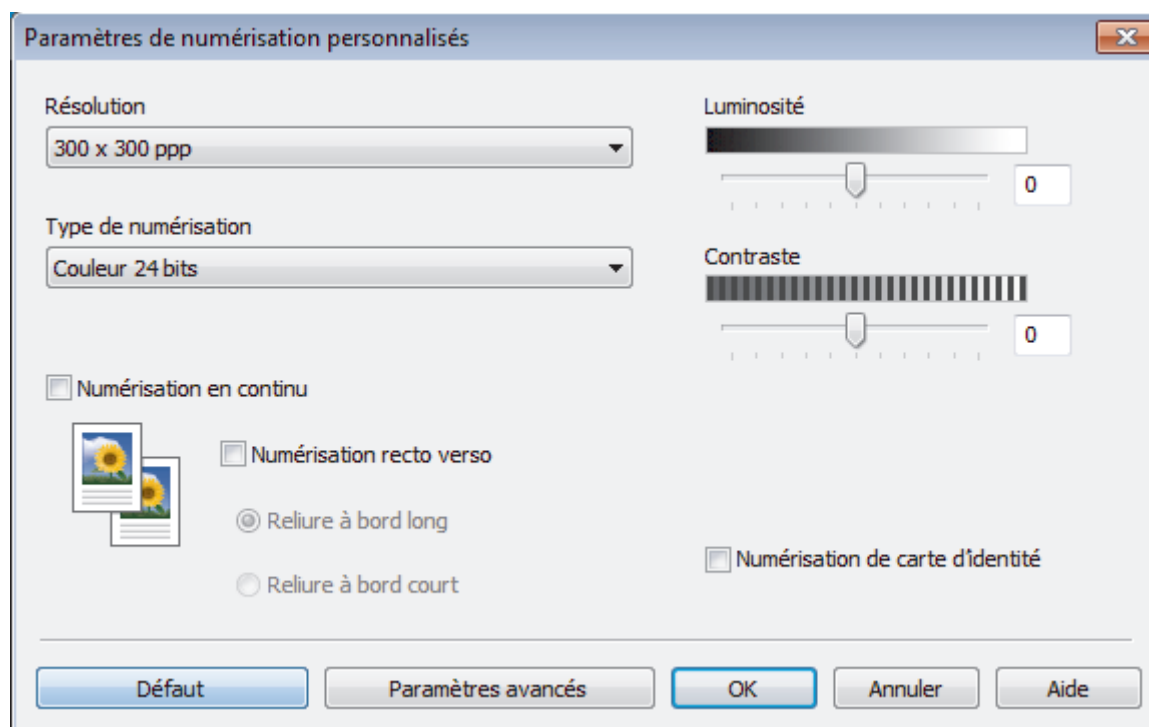 Paramètres de numérisation personnalisés
Résolution
300 x 300 ppp
Type de numérisation
Couleur 24 bits
Luminosité
0
Contraste
0
Numérisation en continu
Numérisation recto verso
Reliure à bord long
Reliure à bord court
Numérisation de carte d'identité
Défaut
Paramètres avancés
OK
Annuler
Aide